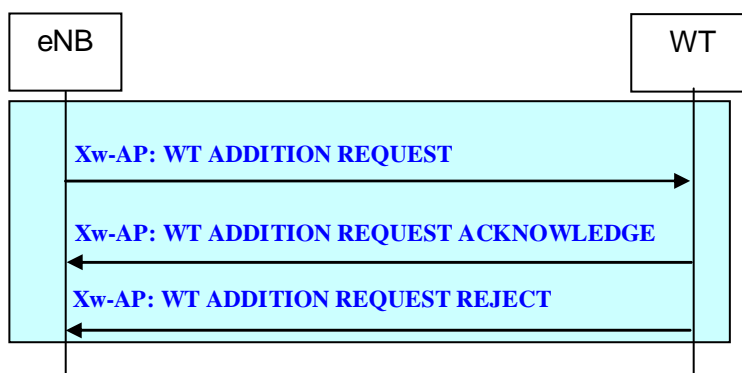 eNB
WT
Xw-AP: WT ADDITION REQUEST
Xw-AP: WT ADDITION REQUEST ACKNOWLEDGE
Xw-AP: WT ADDITION REQUEST REJECT